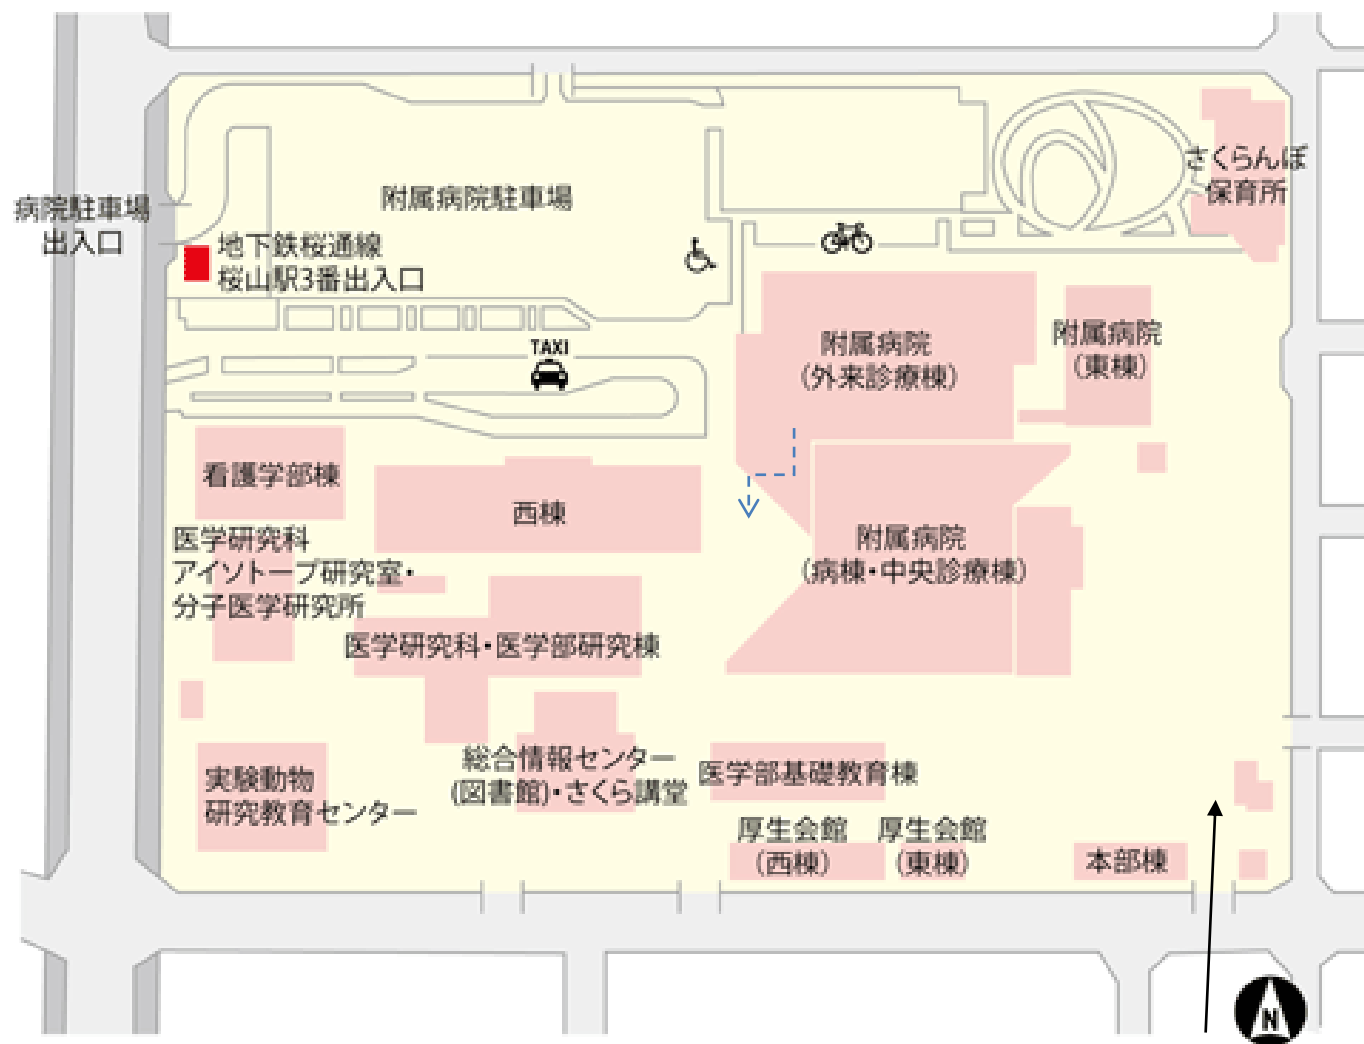 附属病院駐車場
さくらんぼ
保育所
病院駐車場
出入口
地下鉄桜通線
桜山駅3番出入口
TAXI
附属病院
（外来診療棟）
附属病院
（東棟）
看護学部棟
西棟
医学研究科
アイソトープ研究室・
分子医学研究所
附属病院
（病棟・中央診療棟）
医学研究科・医学部研究棟
総合情報センター
(図書館)・さくら講堂
医学部基礎教育棟
実験動物
研究教育センター
厚生会館
（西棟）
厚生会館
（東棟）
本部棟
N